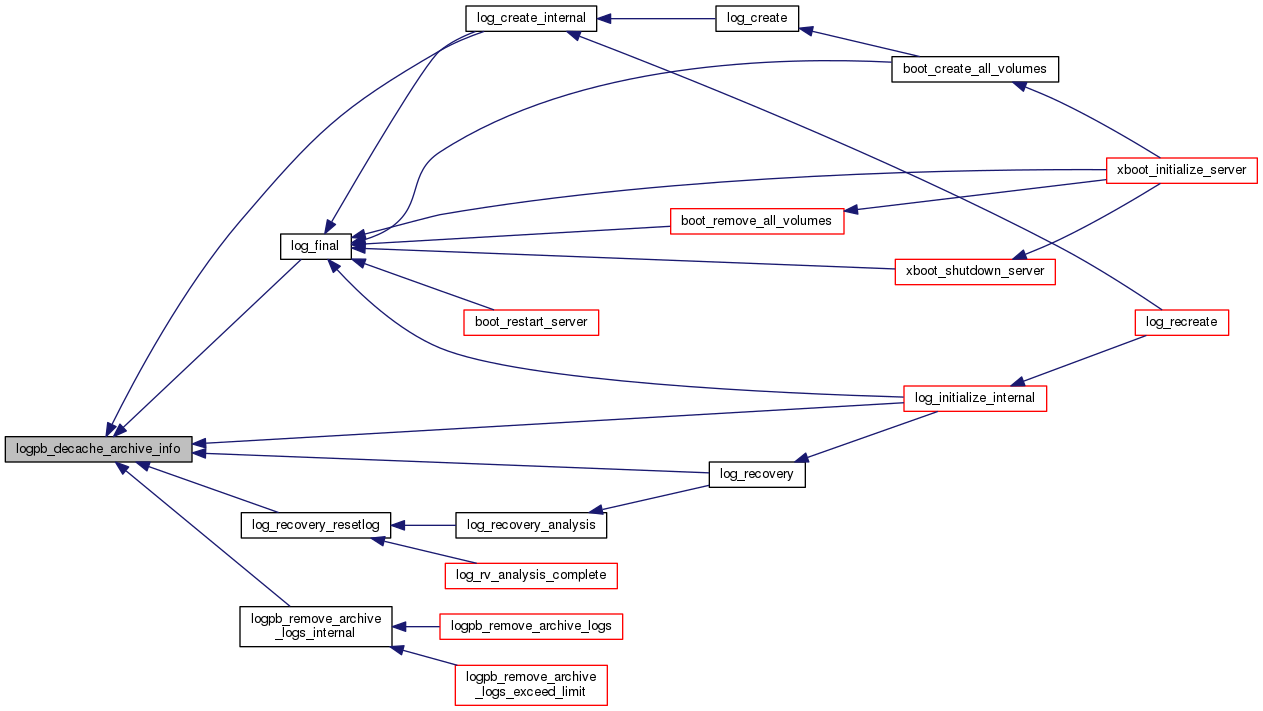 log_create_internal
log_create
boot_create_all_volumes
xboot_initialize_server
boot_remove_all_volumes
log_final
xboot_shutdown_server
boot_restart_server
log_recreate
log_initialize_internal
logpb_decache_archive_info
log_recovery
log_recovery_resetlog
log_recovery_analysis
log_rv_analysis_complete
logpb_remove_archive
_logs_internal
logpb_remove_archive_logs
logpb_remove_archive
_logs_exceed_limit